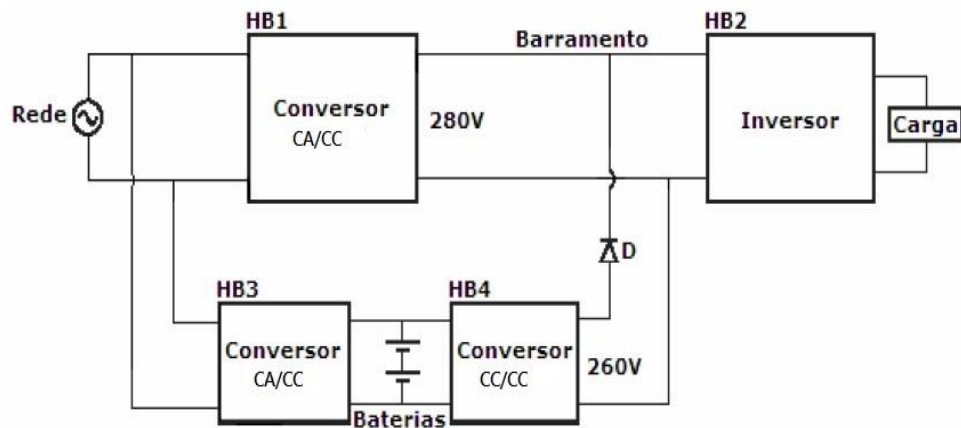 HB1
HB2
Barramento
Rede
Conversor
CA/CC
280V
Inversor
Carga
D
HB3
HB4
Conversor
CA/CC
Conversor
CC/CC
260V
Baterias